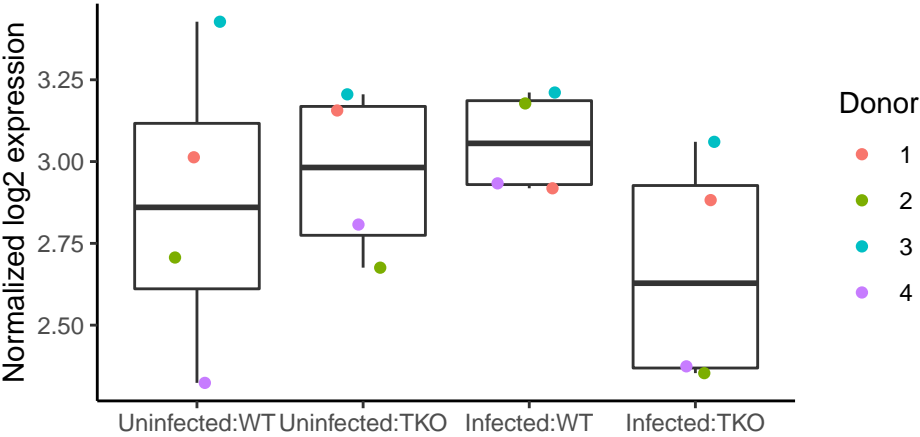 Normalized log2 expression
3.25
3.00
2.75
2.50
Uninfected:WT
Uninfected:TKO
Infected:WT
Infected:TKO
Donor
1
2
3
4